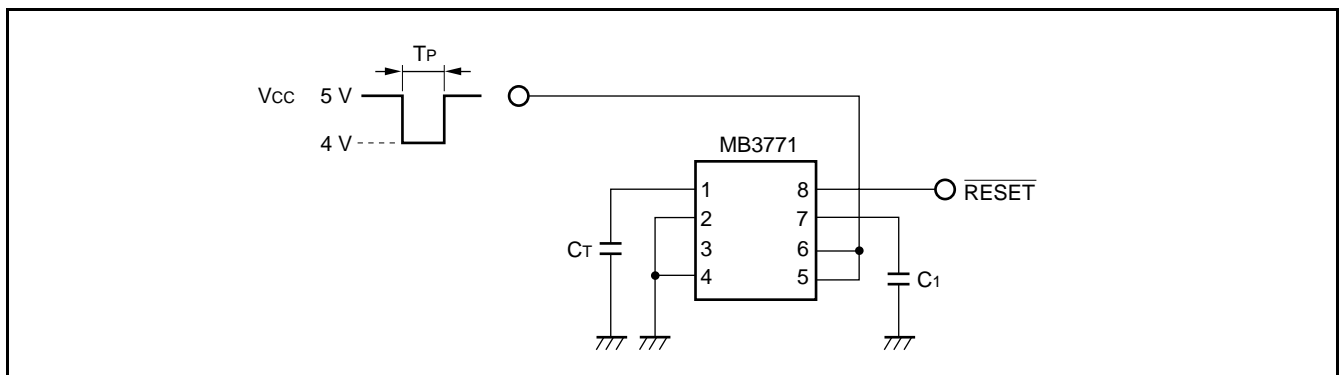 TP
VCC 5 V
4 V
MB3771
1 8 RESET
2 7
CT 3 6
4 5 C1